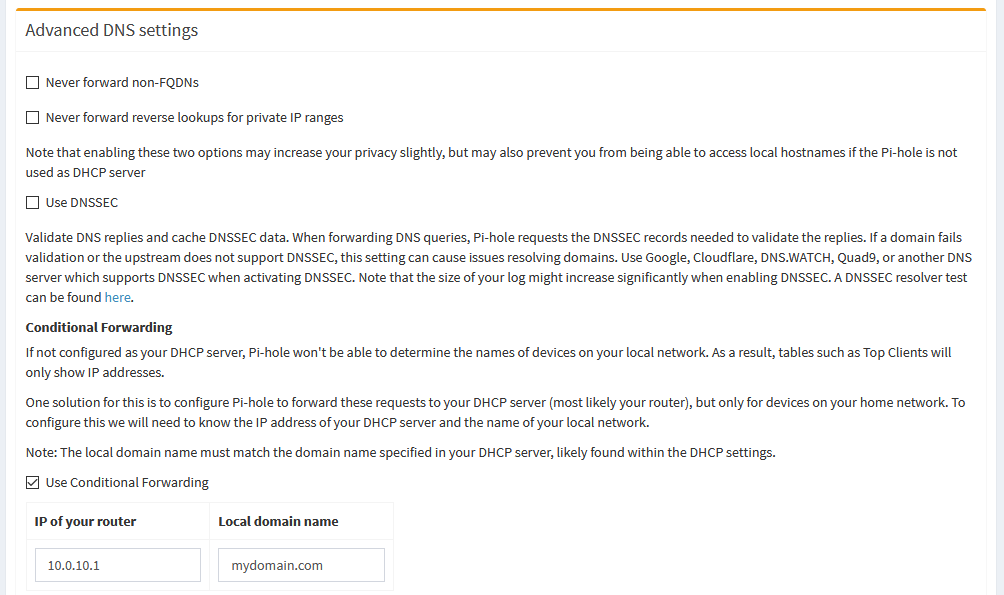 Advanced DNS settings
Never forward non-FQDNs
Never forward reverse lookups for private IP ranges
Note that enabling these two options may increase your privacy slightly, but may also prevent you from being able to access local hostnames if the Pi-hole is not
used as DHCP server
Use DNSSEC
Validate DNS replies and cache DNSSEC data. When forwarding DNS queries, Pi-hole requests the DNSSEC records needed to validate the replies. If a domain fails
validation or the upstream does not support DNSSEC, this setting can cause issues resolving domains. Use Google, Cloudflare, DNS.WATCH, Quad9, or another DNS
server which supports DNSSEC when activating DNSSEC. Note that the size of your log might increase significantly when enabling DNSSEC. A DNSSEC resolver test
can be found here.
Conditional Forwarding
If not configured as your DHCP server, Pi-hole won't be able to determine the names of devices on your local network. As a result, tables such as Top Clients will
only show IP addresses.
One solution for this is to configure Pi-hole to forward these requests to your DHCP server (most likely your router), but only for devices on your home network. To
configure this we will need to know the IP address of your DHCP server and the name of your local network.
Note: The local domain name must match the domain name specified in your DHCP server, likely found within the DHCP settings.
Use Conditional Forwarding
IP of your router Local domain name
10.0.10.1 mydomain.com